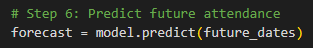 # Step 6: Predict future attendance
forecast = model.predict(future_dates)